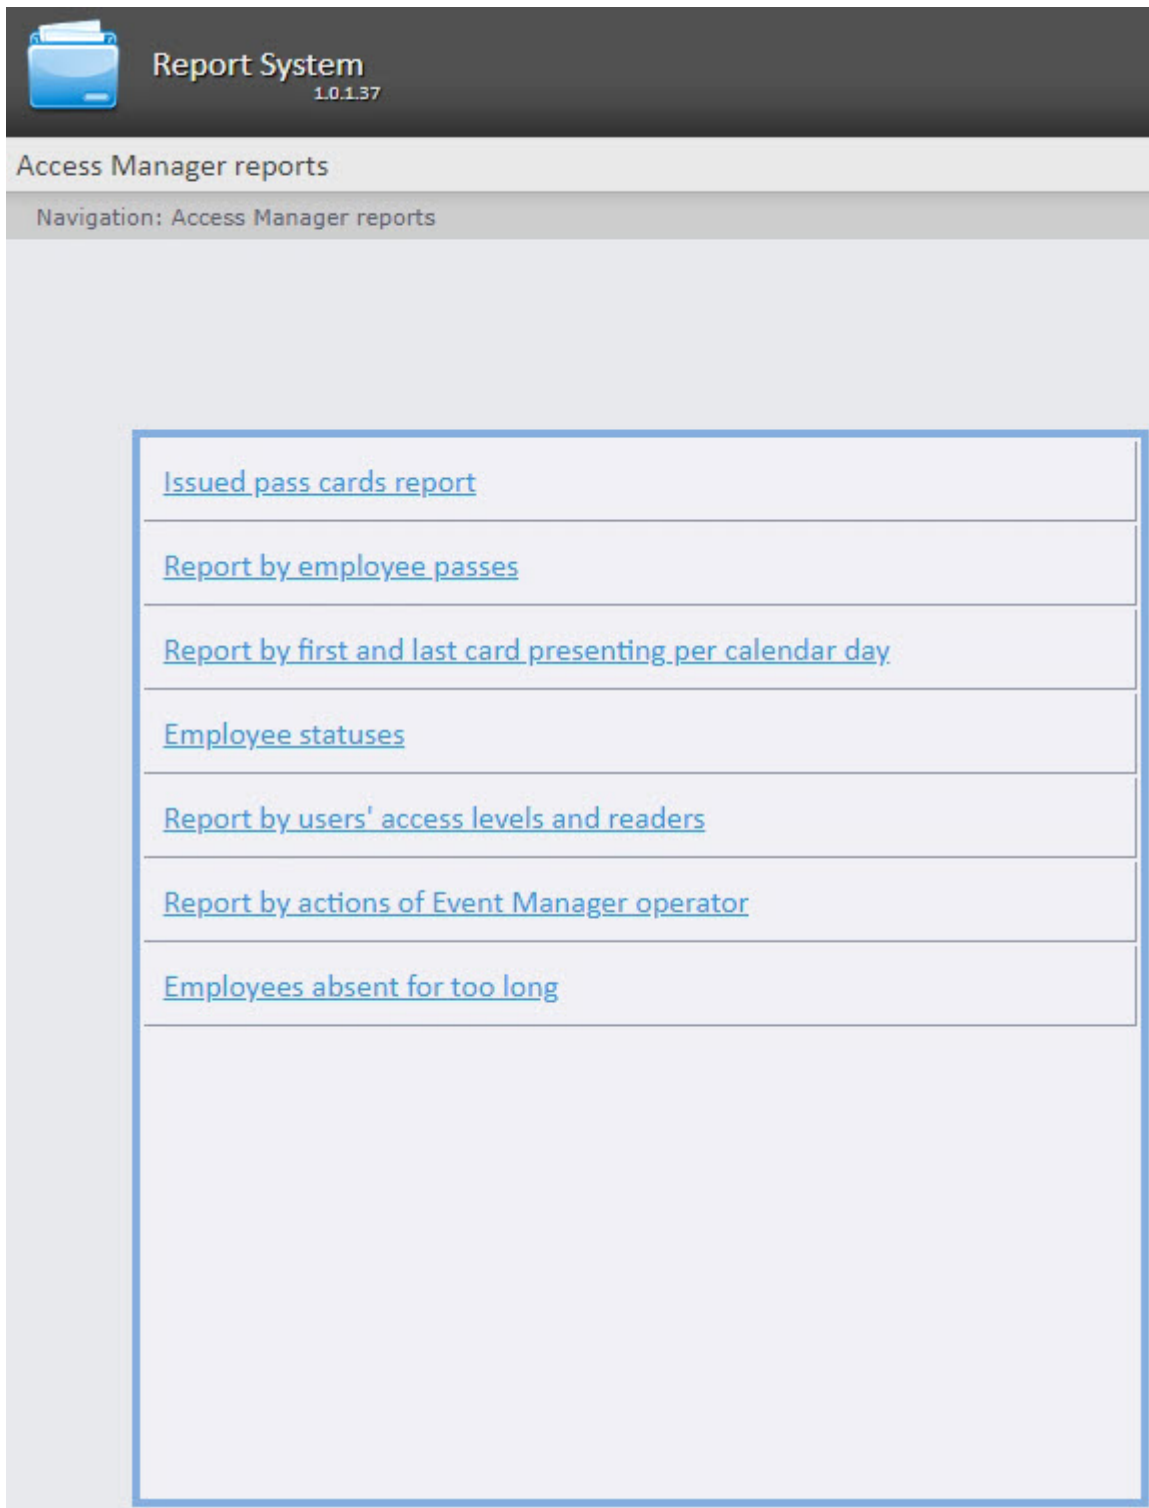 Report System
1.0.1.37
Access Manager reports
Navigation: Access Manager reports
Issued pass cards report
Report by employee passes
Report by first and last card presenting per calendar day
Employee statuses
Report by users' access levels and readers
Report by actions of Event Manager operator
Employees absent for too long